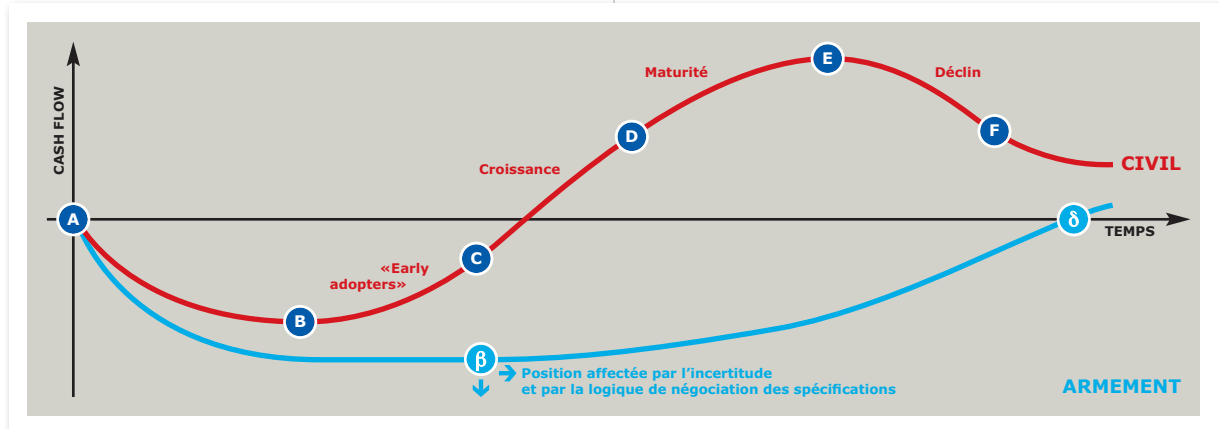 CASH FLOW
A
B
«Early
adopters»
C
Croissance
D
Maturité
E
Déclin
F
CIVIL
δ
TEMPS
β
Position affectée par l’incertitude
et par la logique de négociation des spécifications
ARMEMENT